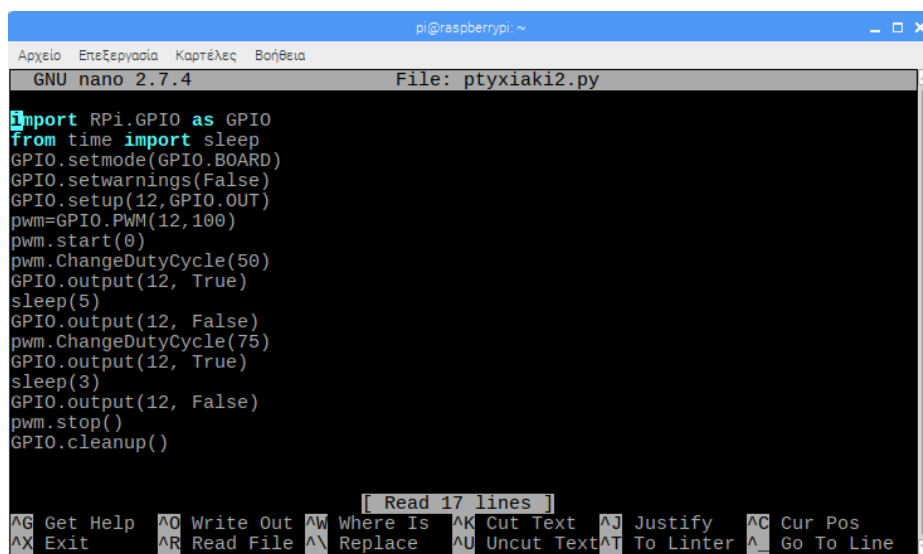 pi@raspberrypi: ~
Αρχείο Επεξεργασία Καρτέλες Βοήθεια
GNU nano 2.7.4 File: ptyxiaki2.py
import RPi.GPIO as GPIO
from time import sleep
GPIO.setmode(GPIO.BOARD)
GPIO.setwarnings(False)
GPIO.setup(12,GPIO.OUT)
pwm=GPIO.PWM(12,100)
pwm.start(0)
pwm.ChangeDutyCycle(50)
GPIO.output(12, True)
sleep(5)
GPIO.output(12, False)
pwm.ChangeDutyCycle(75)
GPIO.output(12, True)
sleep(3)
GPIO.output(12, False)
pwm.stop()
GPIO.cleanup()
[ Read 17 lines ]
^G Get Help ^O Write Out ^W Where Is ^K Cut Text ^J Justify ^C Cur Pos
^X Exit ^R Read File ^\ Replace ^U Uncut Text ^T To Linter ^_ Go To Line